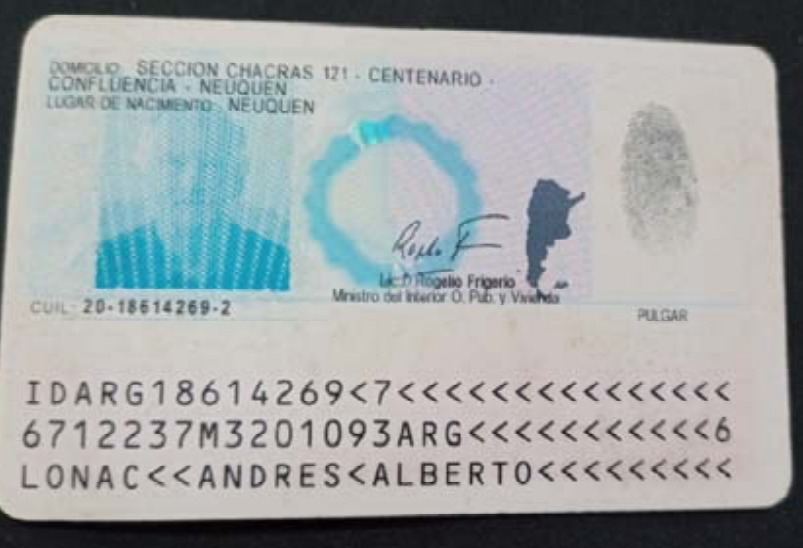 DOMICILIO: SECCION CHACRAS 121 - CENTENARIO -
CONFLUENCIA - NEUQUEN
LUGAR DE NACIMIENTO: NEUQUEN
Lic. Rogelio Frigerio
Ministro del Interior O. Pub. y Vivienda
CUIL: 20-18614269-2
PULGAR
IDARG18614269<7<<<<<<<<<<<<<<<
6712237M3201093ARG<<<<<<<<<<<6
LONAC<<ANDRES<ALBERTO<<<<<<<<<